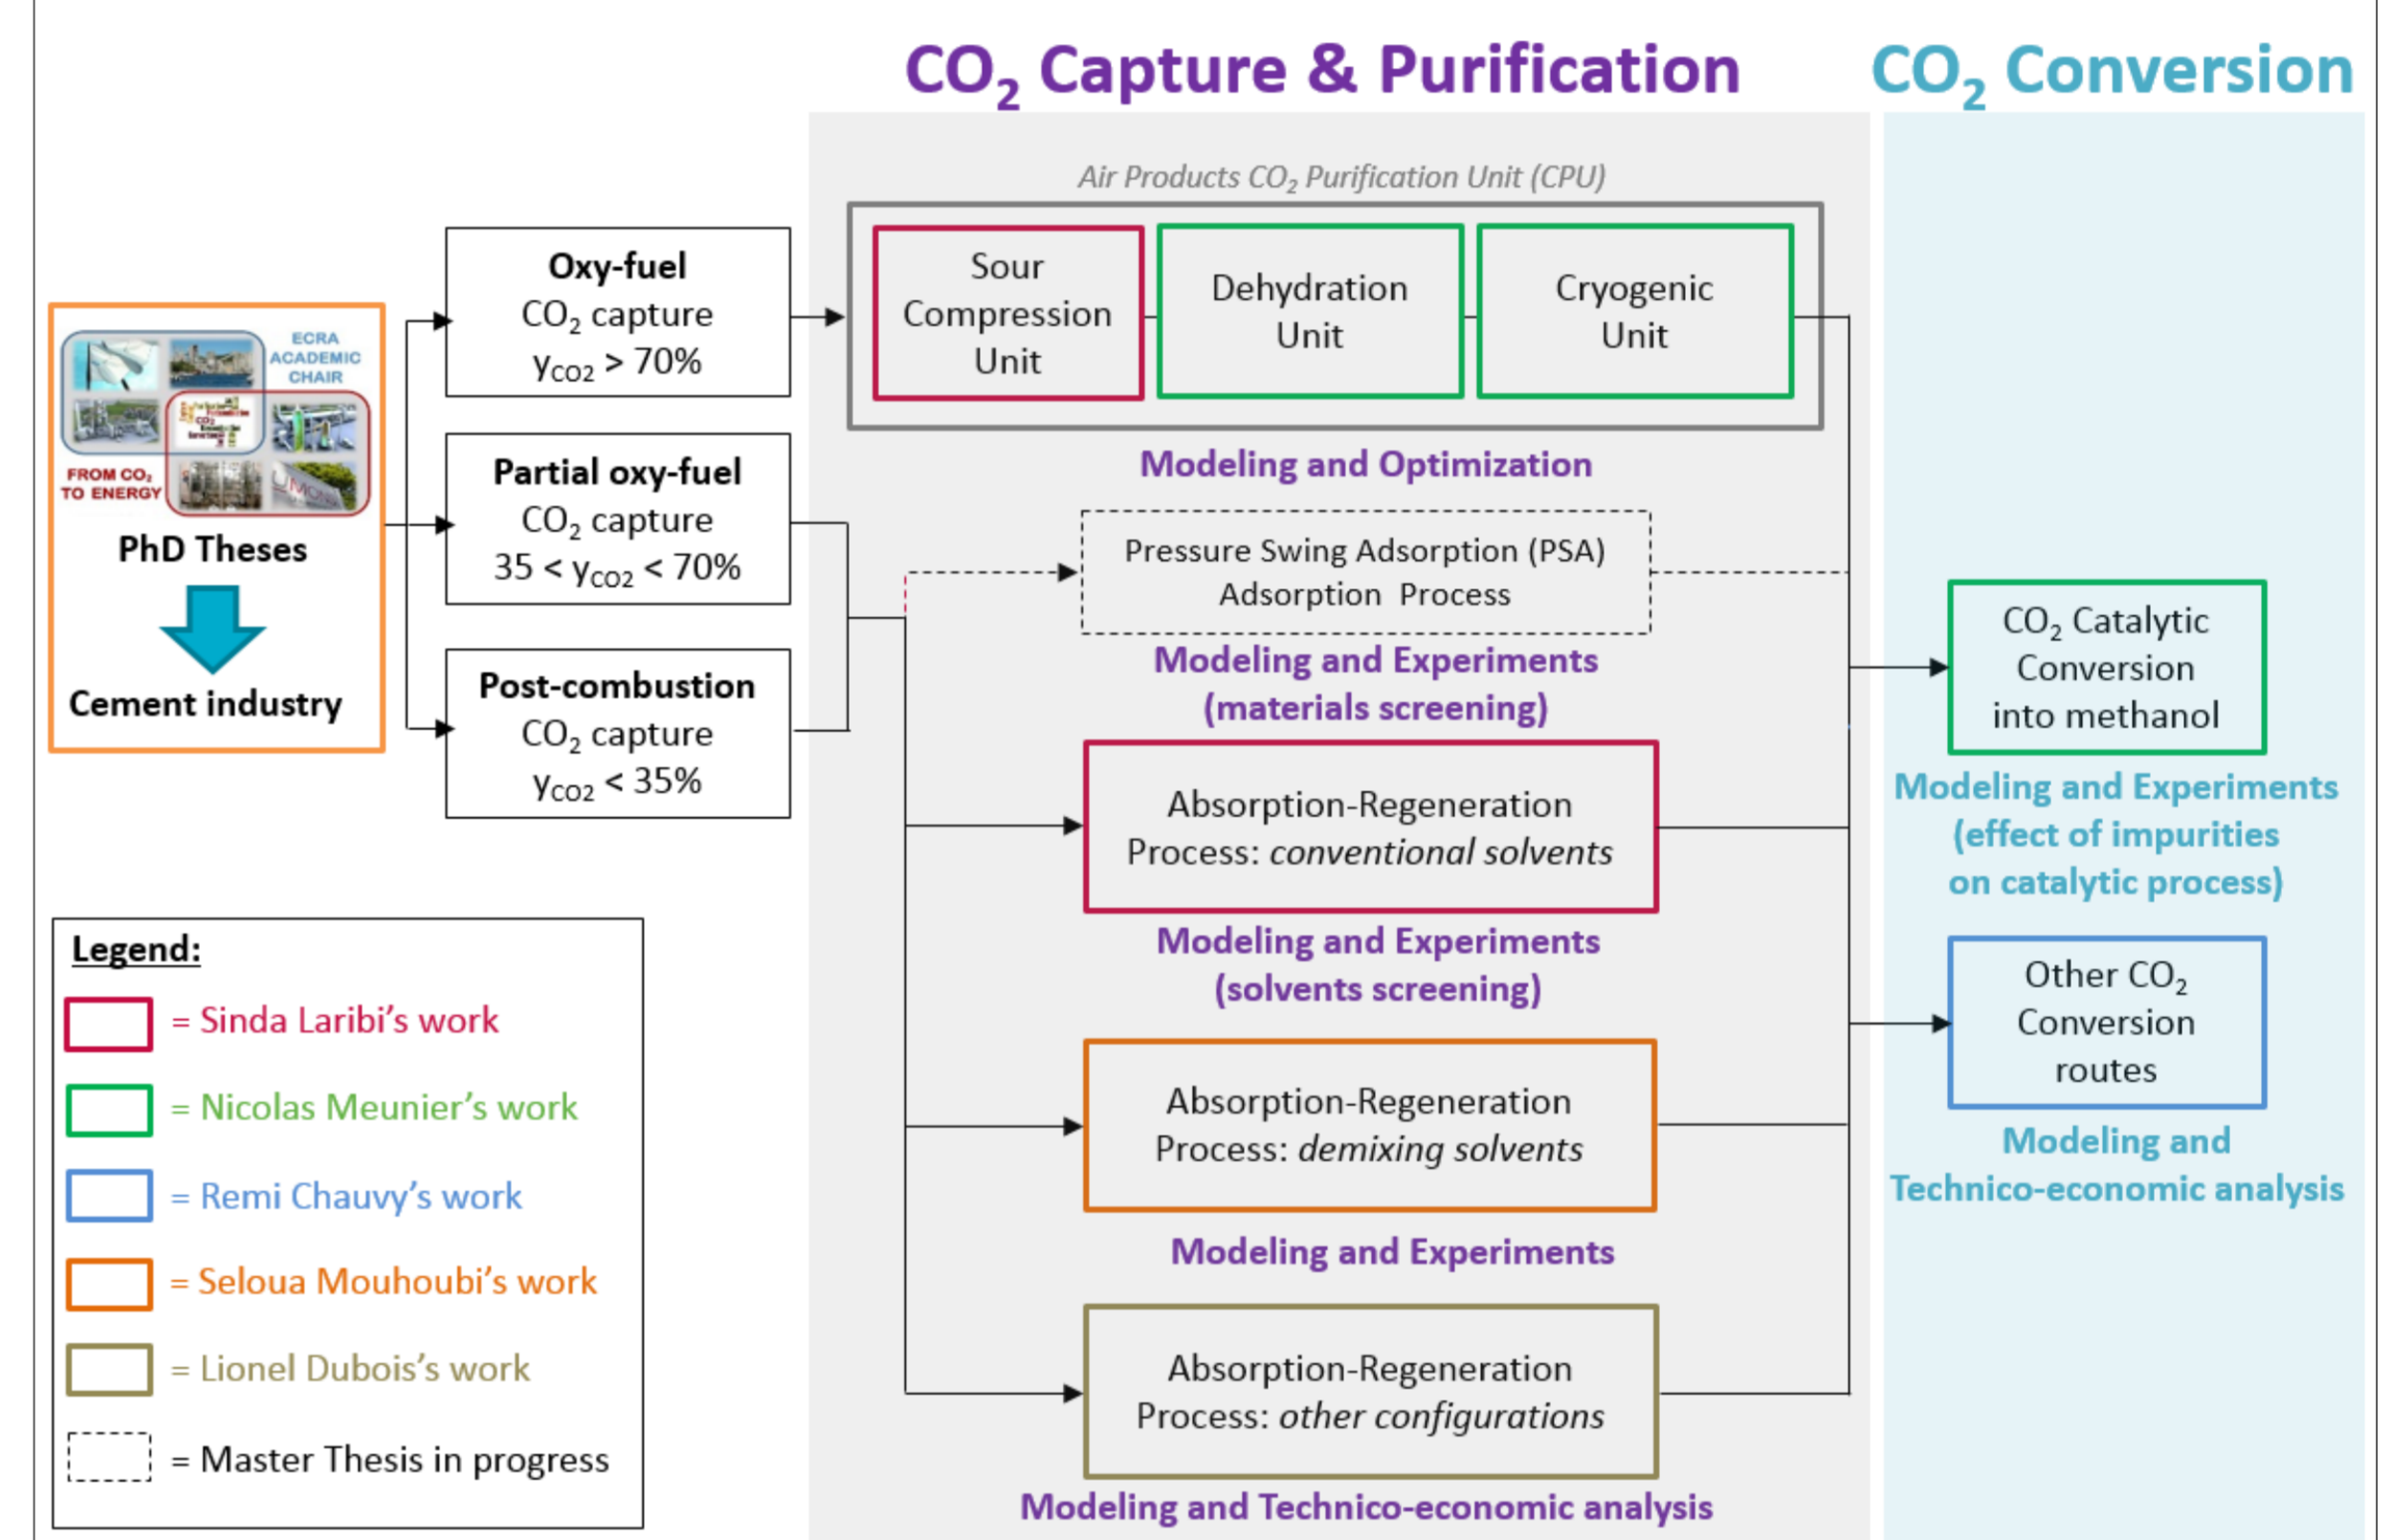 CO2 Capture & Purification
CO2 Conversion
Air Products CO2 Purification Unit (CPU)
Oxy-fuel
CO2 capture
yCO2 > 70%
Sour
Compression
Unit
Dehydration
Unit
Cryogenic
Unit
Modeling and Optimization
ECRA
ACADEMIC
CHAIR
FROM CO2
TO ENERGY
PhD Theses
Cement industry
Partial oxy-fuel
CO2 capture
35 < yCO2 < 70%
Post-combustion
CO2 capture
yCO2 < 35%
Pressure Swing Adsorption (PSA)
Adsorption Process
Modeling and Experiments
(materials screening)
Absorption-Regeneration
Process: conventional solvents
Modeling and Experiments
(solvents screening)
Absorption-Regeneration
Process: demixing solvents
Modeling and Experiments
Absorption-Regeneration
Process: other configurations
Modeling and Technico-economic analysis
CO2 Catalytic
Conversion
into methanol
Modeling and Experiments
(effect of impurities
on catalytic process)
Other CO2
Conversion
routes
Modeling and
Technico-economic analysis
Legend:
= Sinda Laribi's work
= Nicolas Meunier's work
= Remi Chauvy's work
= Seloua Mouhoubi's work
= Lionel Dubois's work
= Master Thesis in progress